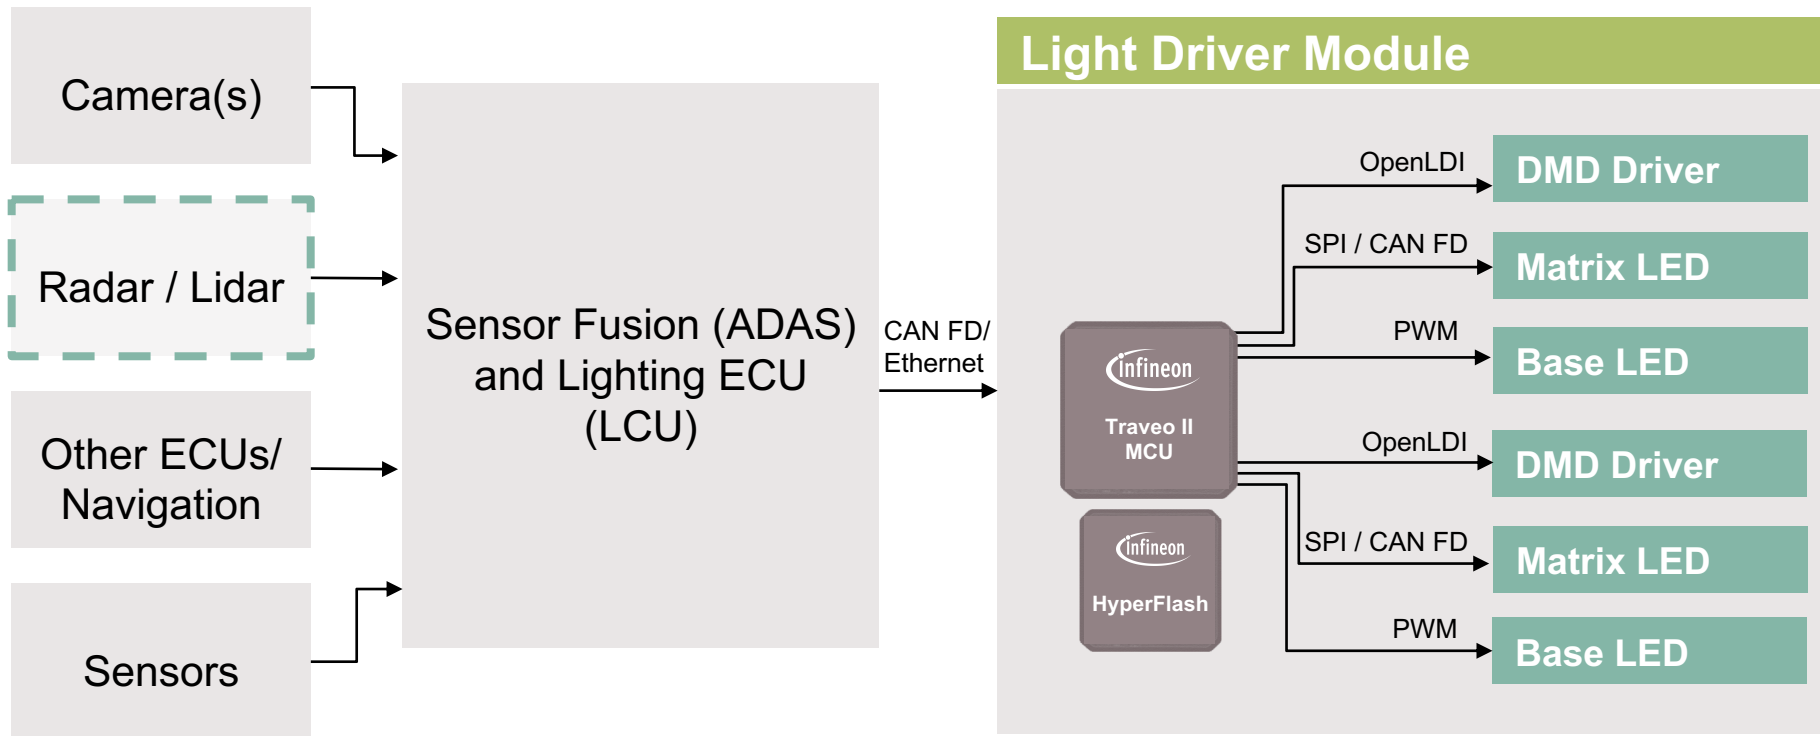 Camera(s)
Radar / Lidar
Other ECUs/
Navigation
Sensors
Sensor Fusion (ADAS)
and Lighting ECU
(LCU)
CAN FD/
Ethernet
Light Driver Module
infineon
Traveo II
MCU
infineon
HyperFlash
OpenLDI
DMD Driver
SPI / CAN FD
Matrix LED
PWM
Base LED
OpenLDI
DMD Driver
SPI / CAN FD
Matrix LED
PWM
Base LED